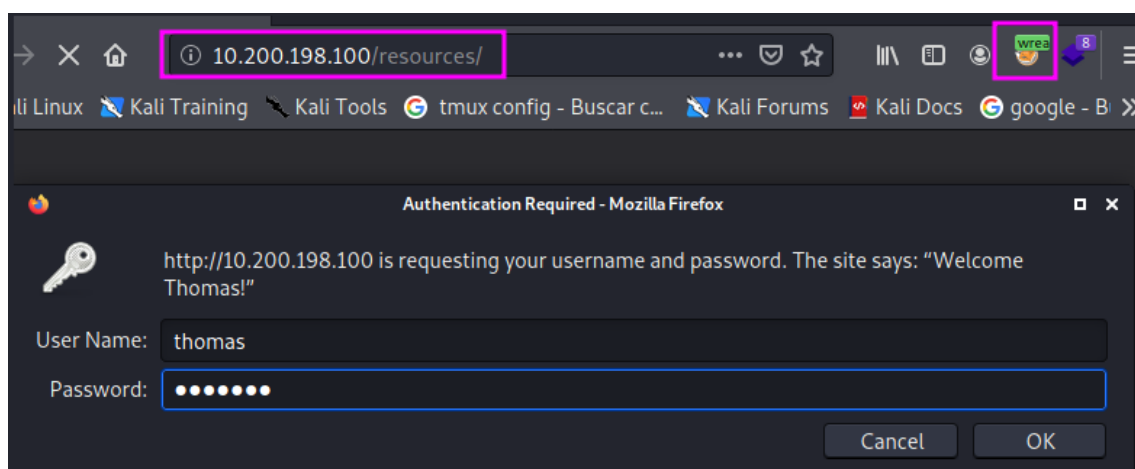 10.200.198.100/resources/
wrea
8
ali Linux Kali Training Kali Tools tmux config - Buscar c... Kali Forums Kali Docs google - B
Authentication Required - Mozilla Firefox
http://10.200.198.100 is requesting your username and password. The site says: “Welcome
Thomas!”
User Name: thomas
Password: •••••••
Cancel OK